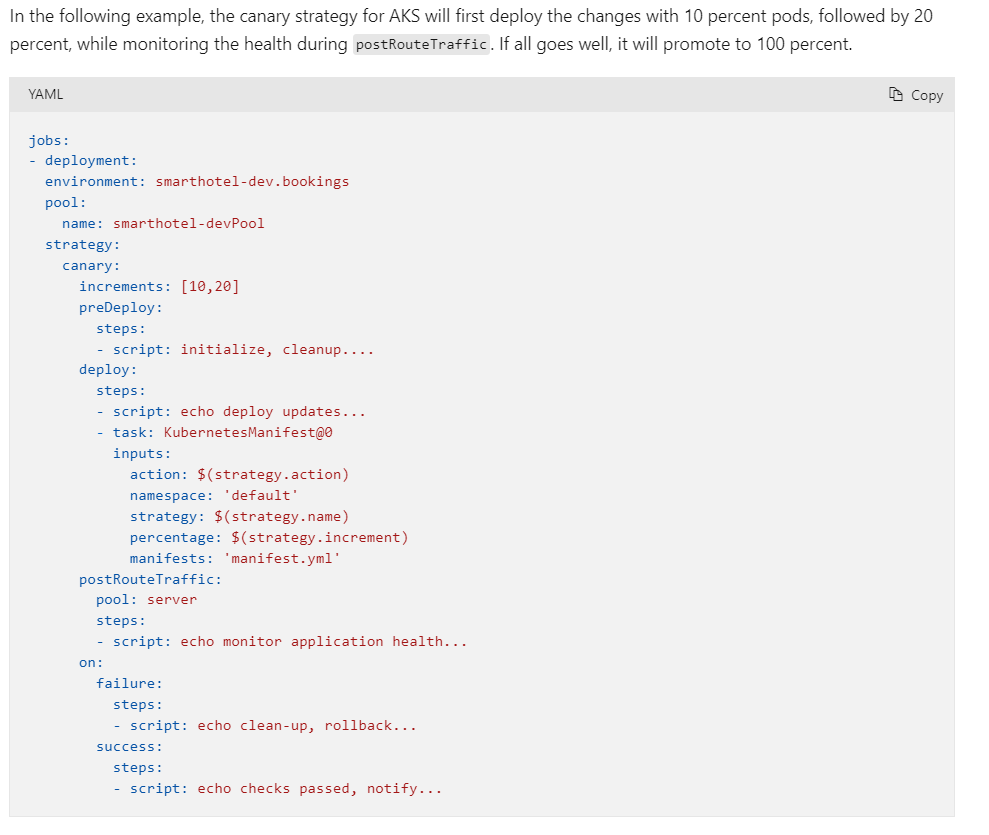 In the following example, the canary strategy for AKS will first deploy the changes with 10 percent pods, followed by 20
percent, while monitoring the health during postRouteTraffic. If all goes well, it will promote to 100 percent.
YAML
Copy
jobs:
- deployment:
  environment: smarthotel-dev.bookings
  pool:
    name: smarthotel-devPool
  strategy:
    canary:
      increments: [10,20]
      preDeploy:
        steps:
        - script: initialize, cleanup....
      deploy:
        steps:
        - script: echo deploy updates...
        - task: KubernetesManifest@0
          inputs:
            action: $(strategy.action)
            namespace: 'default'
            strategy: $(strategy.name)
            percentage: $(strategy.increment)
            manifests: 'manifest.yml'
      postRouteTraffic:
        pool: server
        steps:
        - script: echo monitor application health...
      on:
        failure:
          steps:
          - script: echo clean-up, rollback...
        success:
          steps:
          - script: echo checks passed, notify...